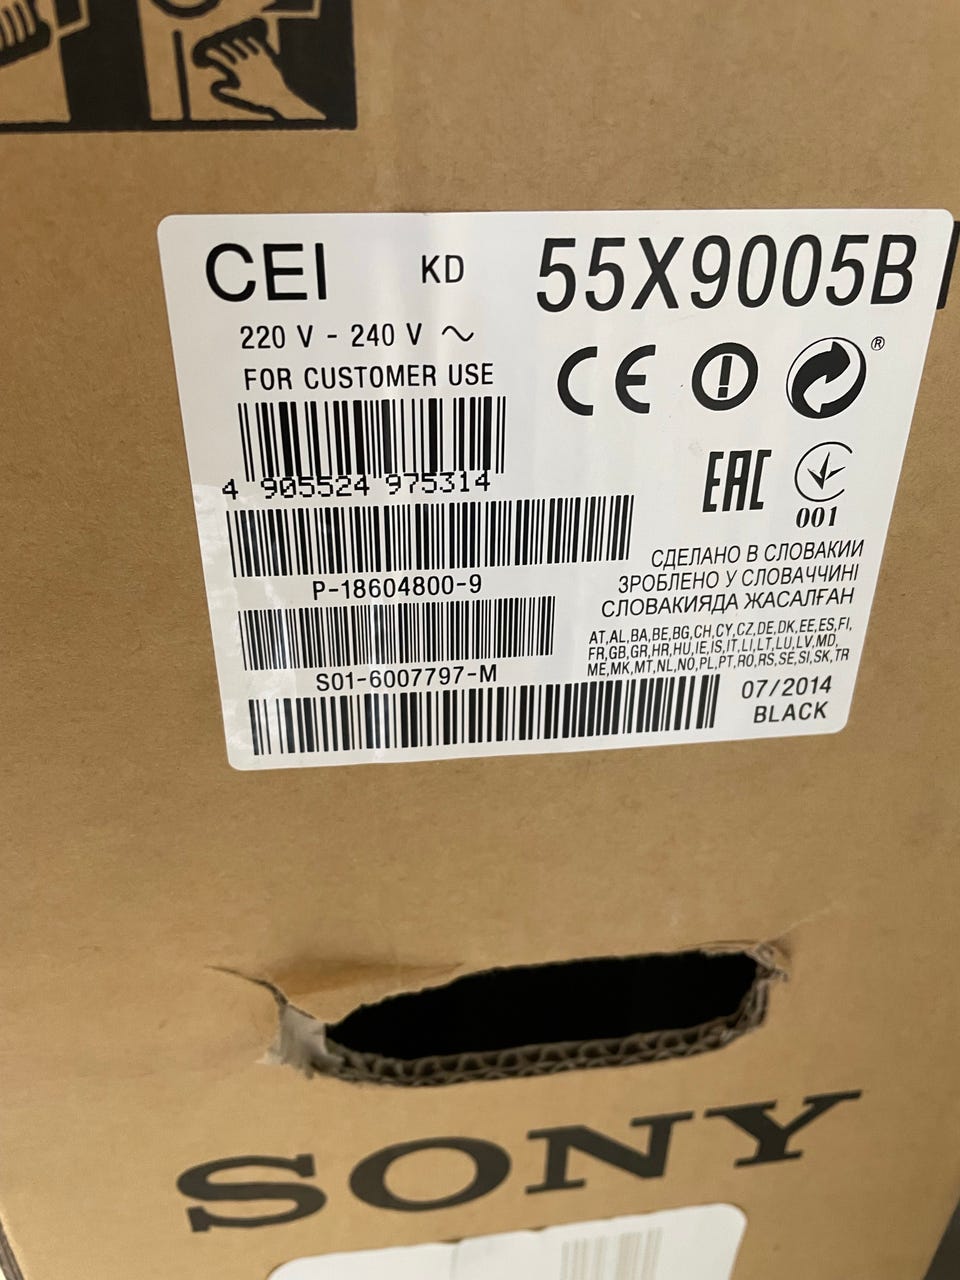 CEI KD 55X9005B
220 V - 240 V ~
FOR CUSTOMER USE
CE
®
4 905524 975314
EAC
001
P-18604800-9
СДЕЛАНО В СЛОВАКИИ
ЗРОБЛЕНО У СЛОВАЧЧИНІ
СЛОВАКИЯДА ЖАСАЛҒАН
S01-6007797-M
AT,AL,BA,BE,BG,CH,CY,CZ,DE,DK,EE,ES,FI,
FR,GB,GR,HR,HU,IE,IS,IT,LI,LT,LU,LV,MD,
ME,MK,MT,NL,NO,PL,PT,RO,RS,SE,SI,SK,TR
07/2014
BLACK
SONY